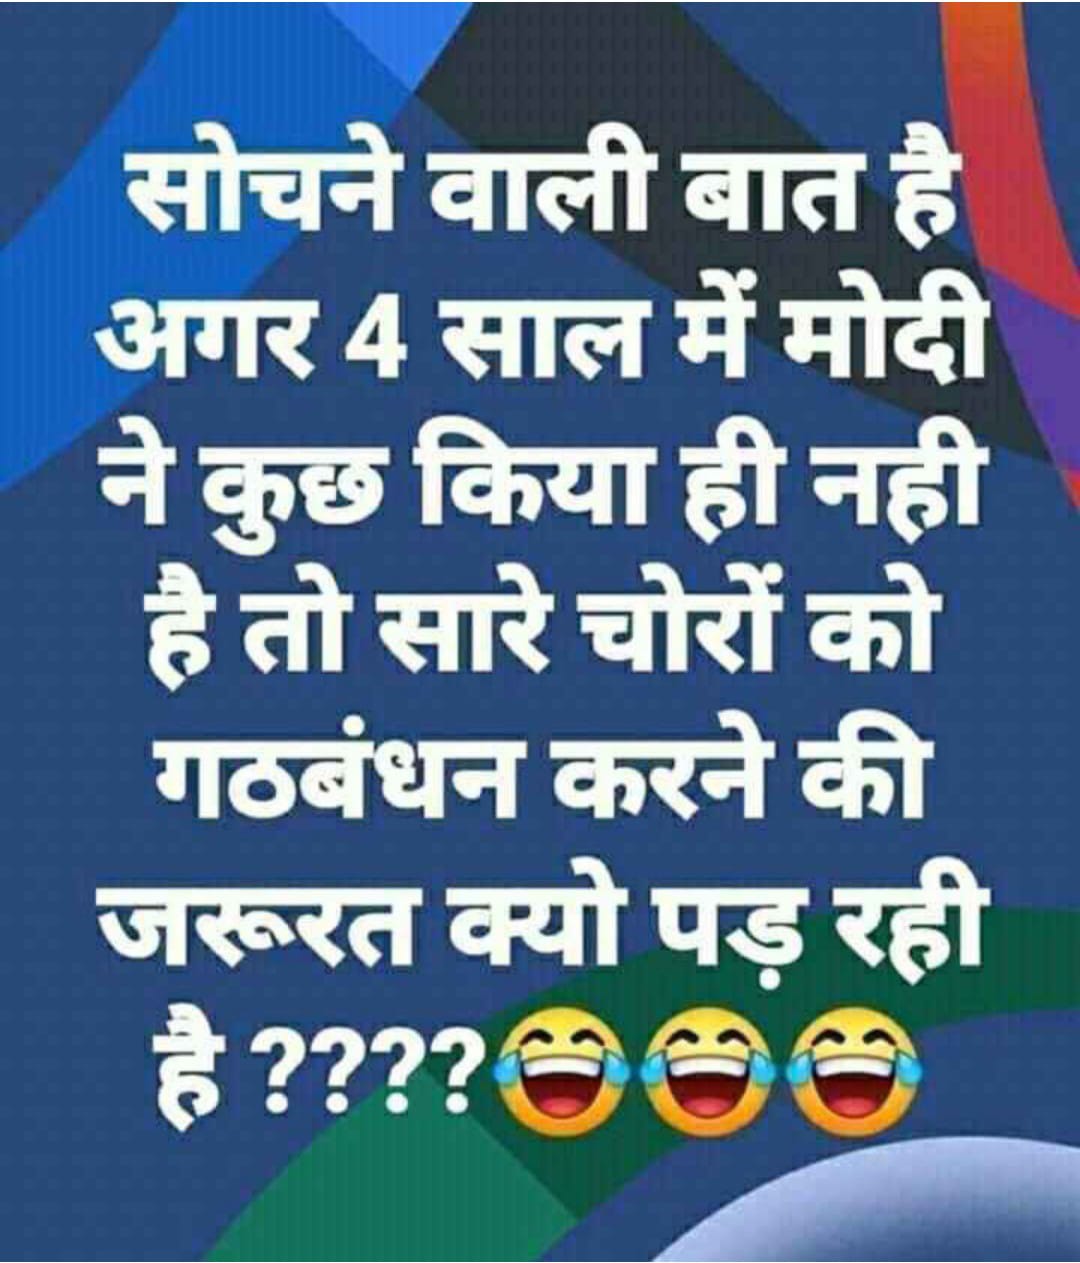 सोचने वाली बात है
अगर 4 साल में मोदी
ने कुछ किया ही नही
है तो सारे चोरों को
गठबंधन करने की
जरूरत क्यो पड़ रही
है ????😂😂😂